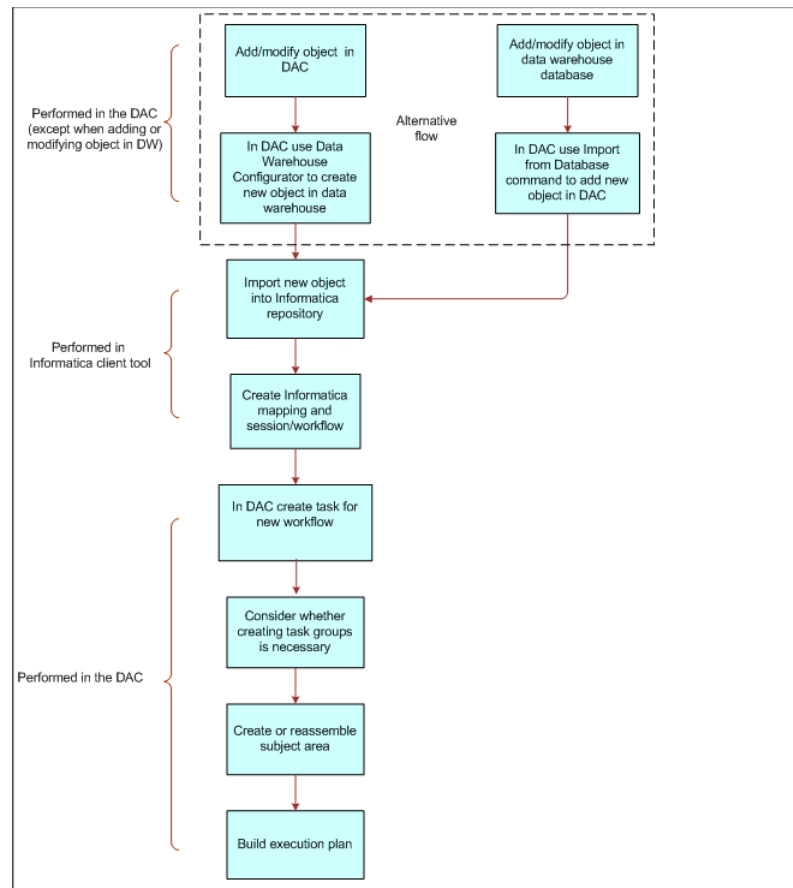 Add/modify object in
DAC
Add/modify object in
data warehouse
database
Performed in the DAC
(except when adding or
modifying object in DW)
Alternative
flow
In DAC use Data
Warehouse
Configurator to create
new object in data
warehouse
In DAC use Import
from Database
command to add new
object in DAC
Import new object
into Informatica
repository
Performed in
Informatica client tool
Create Informatica
mapping and
session/workflow
In DAC create task for
new workflow
Consider whether
creating task groups
is necessary
Performed in the DAC
Create or reassemble
subject area
Build execution plan